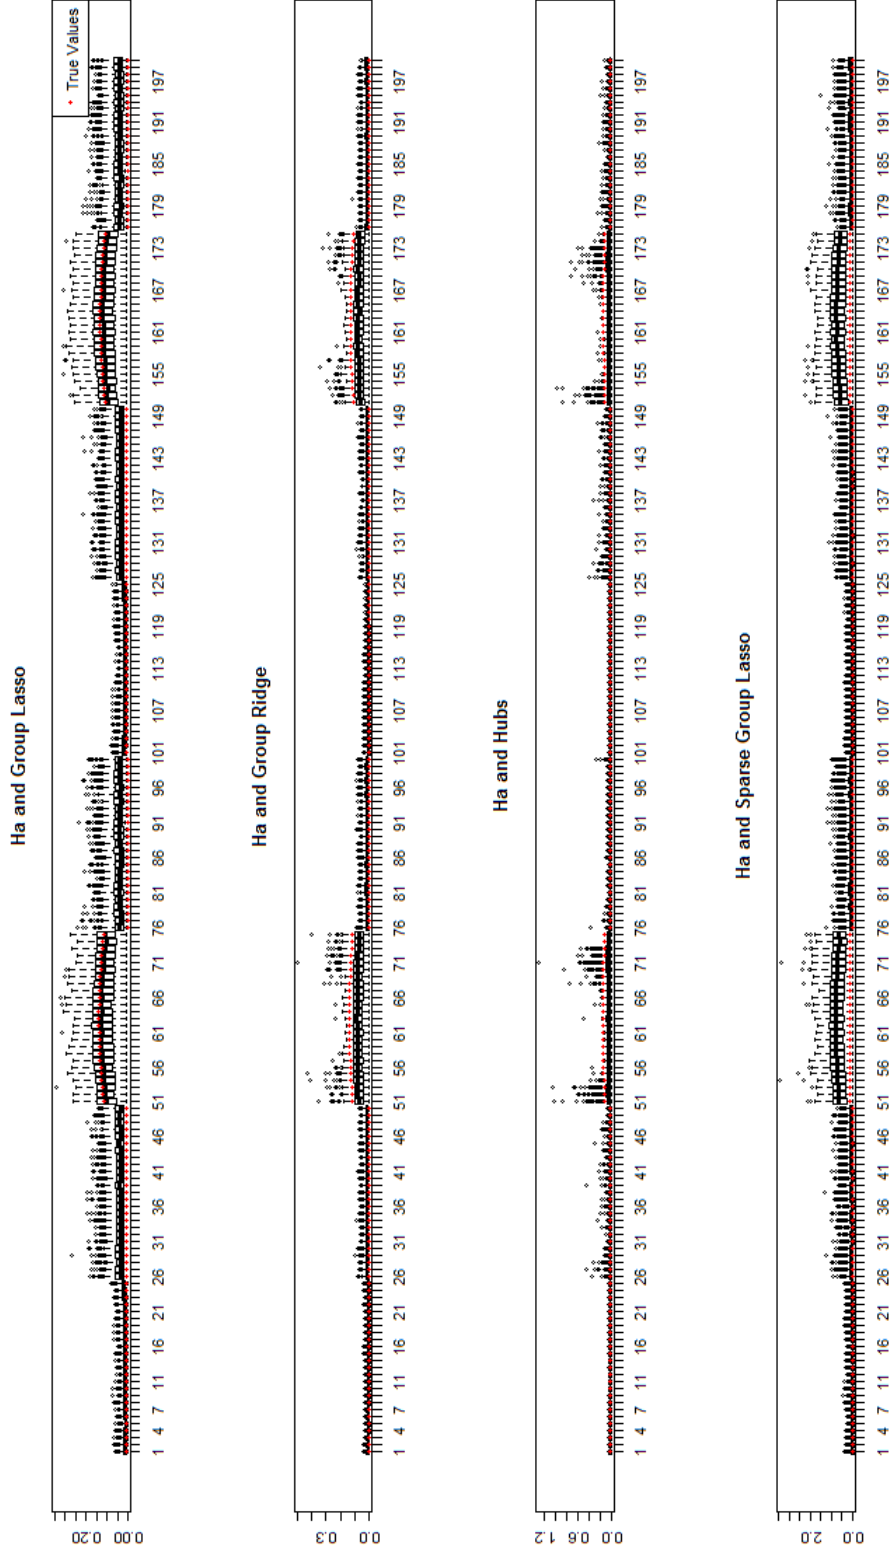 Ha and Group Lasso
True Values
0.00 0.20
1 4 7 11 16 21 26 31 36 41 46 51 56 61 66 71 76 81 86 91 96 101 107 113 119 125 131 137 143 149 155 161 167 173 179 185 191 197
Ha and Group Ridge
0.0 0.3
1 4 7 11 16 21 26 31 36 41 46 51 56 61 66 71 76 81 86 91 96 101 107 113 119 125 131 137 143 149 155 161 167 173 179 185 191 197
Ha and Hubs
0.0 0.6 1.2
1 4 7 11 16 21 26 31 36 41 46 51 56 61 66 71 76 81 86 91 96 101 107 113 119 125 131 137 143 149 155 161 167 173 179 185 191 197
Ha and Sparse Group Lasso
0.0 0.2
1 4 7 11 16 21 26 31 36 41 46 51 56 61 66 71 76 81 86 91 96 101 107 113 119 125 131 137 143 149 155 161 167 173 179 185 191 197